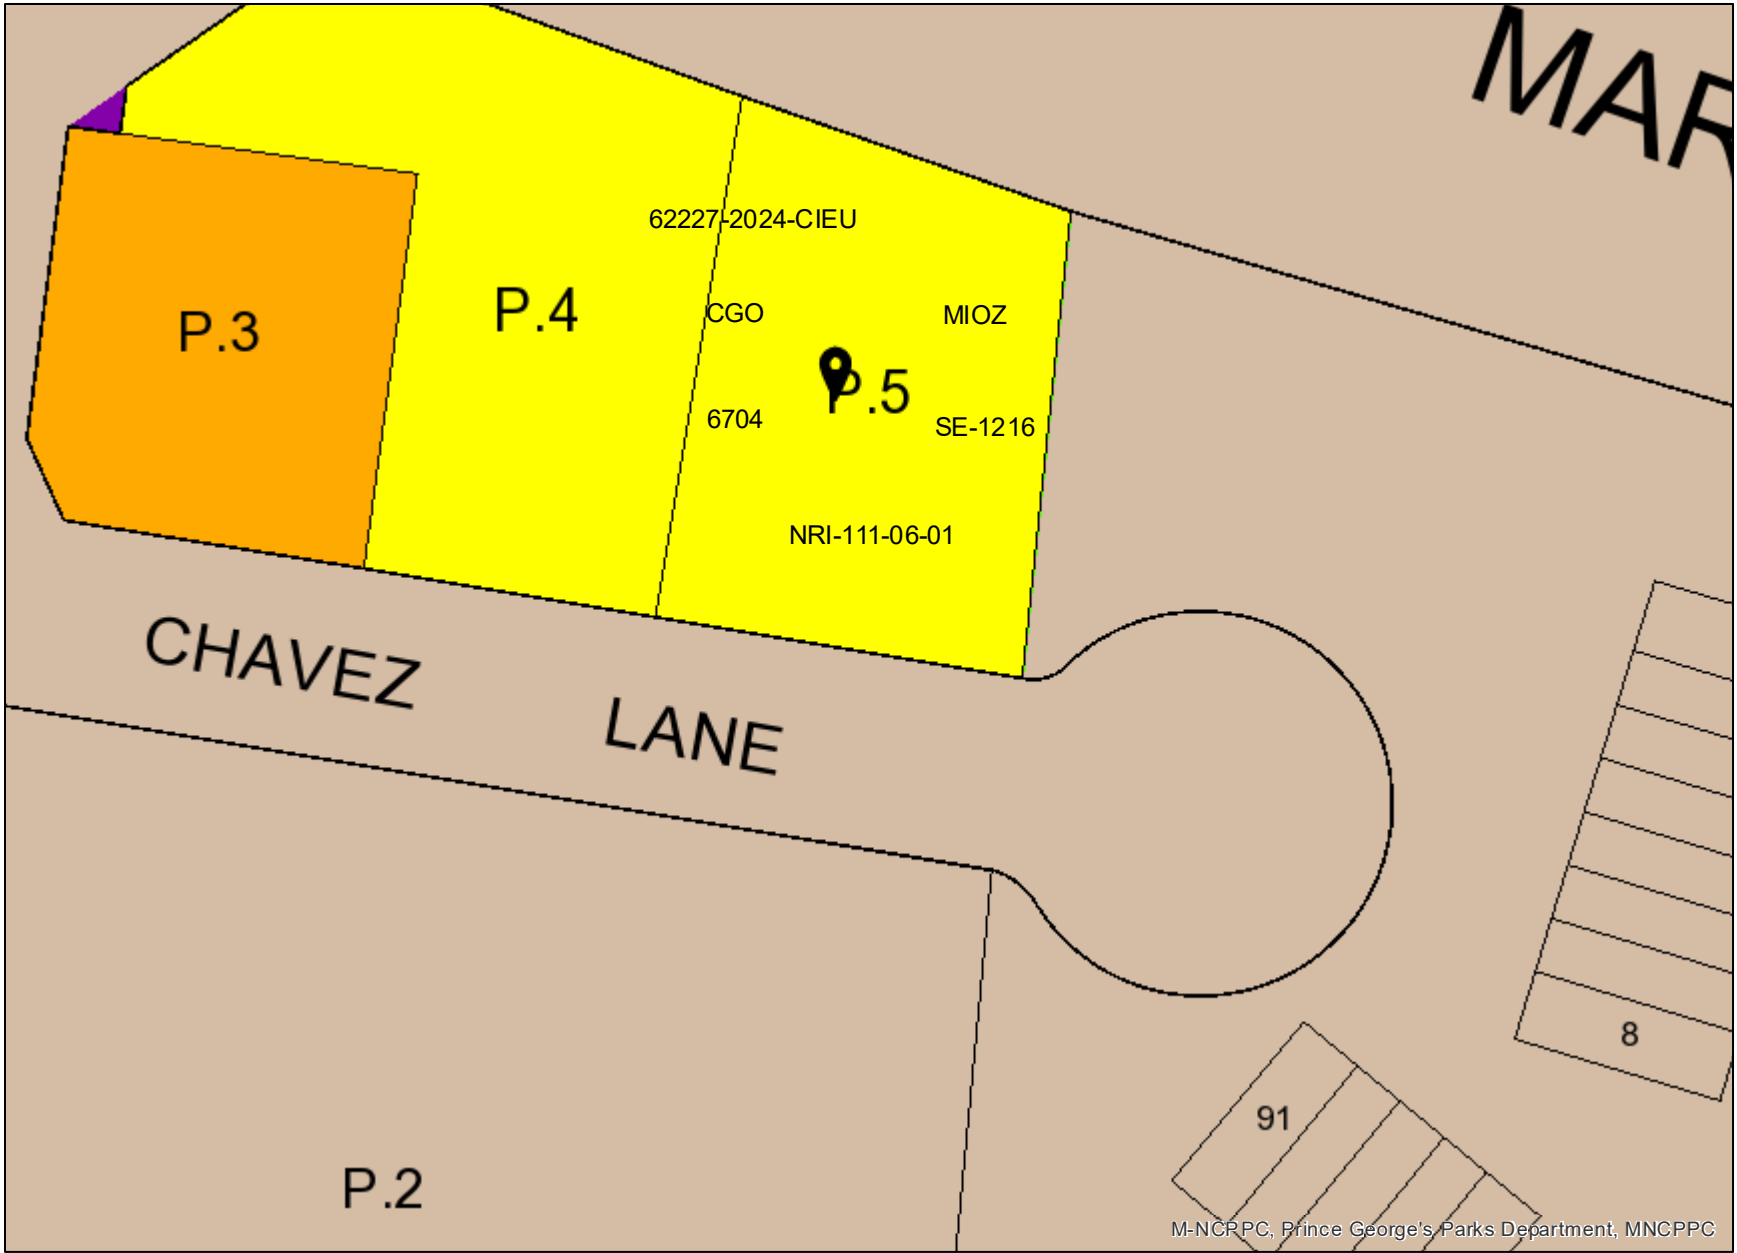 MAR
62227-2024-CIEU
CGO
MIOZ
P.3
P.4
P.5
6704
SE-1216
NRI-111-06-01
CHAVEZ
LANE
8
91
P.2
M-NCPPC, Prince George's Parks Department, MNCPPC